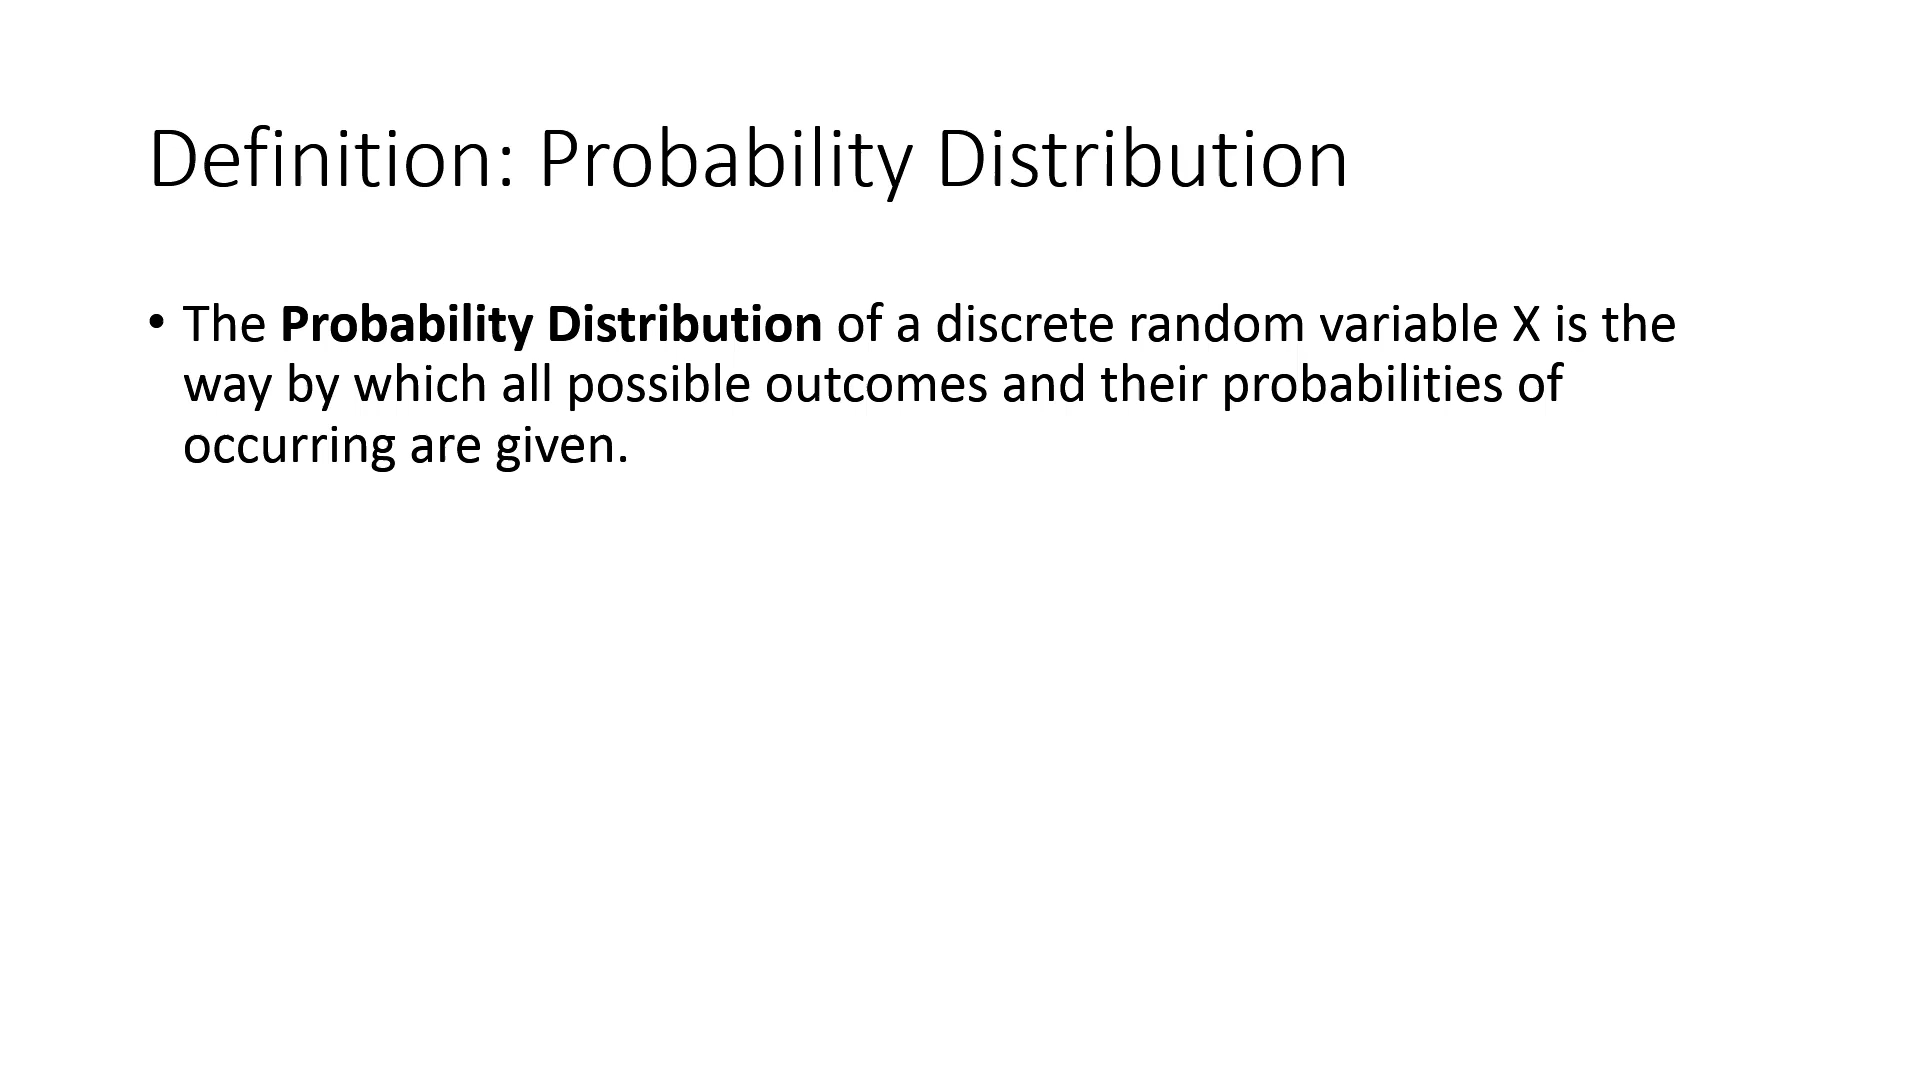 Definition: Probability Distribution
• The Probability Distribution of a discrete random variable X is the
way by which all possible outcomes and their probabilities of
occurring are given.